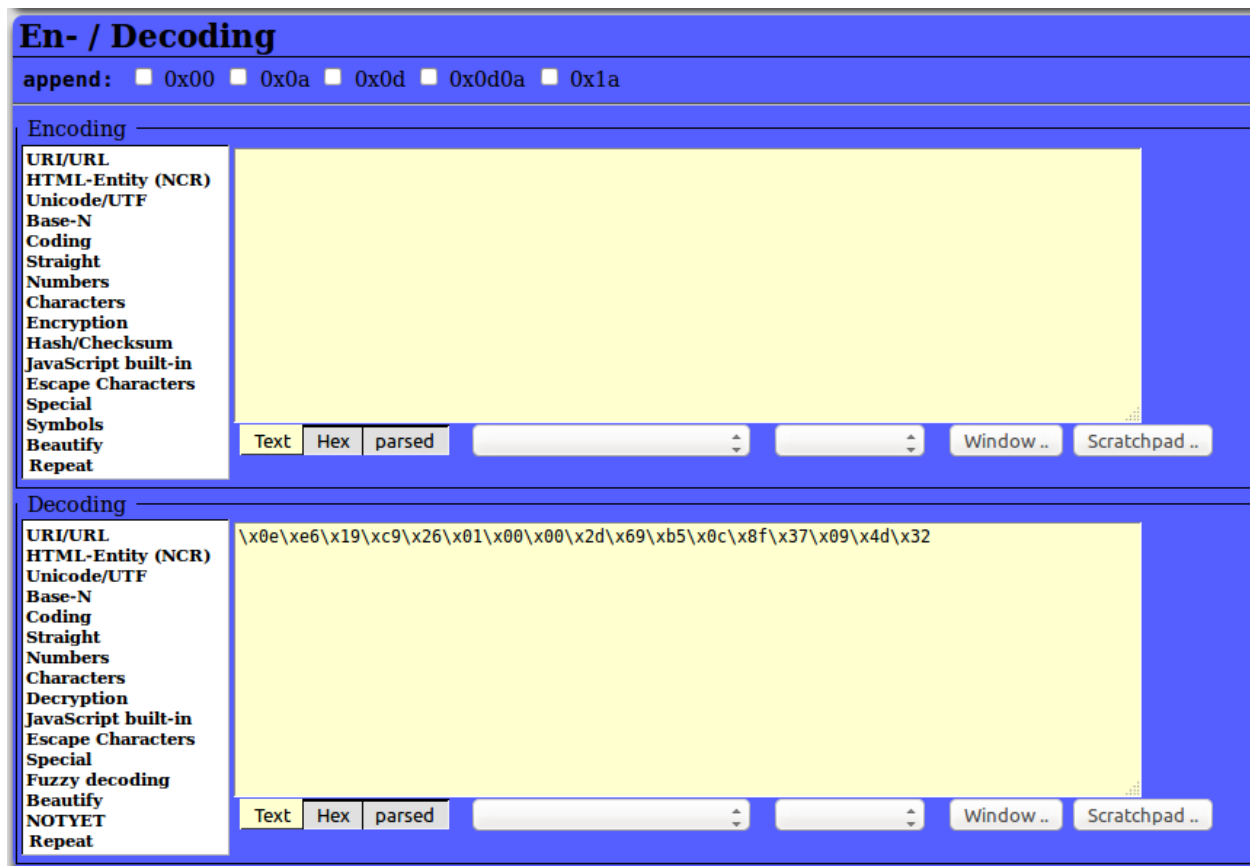 En- / Decoding
append: 0x00 0x0a 0x0d 0x0d0a 0x1a
Encoding
URI/URL
HTML-Entity (NCR)
Unicode/UTF
Base-N
Coding
Straight
Numbers
Characters
Encryption
Hash/Checksum
JavaScript built-in
Escape Characters
Special
Symbols
Beautify
Repeat
Text Hex parsed Window .. Scratchpad ..
Decoding
URI/URL
HTML-Entity (NCR)
Unicode/UTF
Base-N
Coding
Straight
Numbers
Characters
Decryption
JavaScript built-in
Escape Characters
Special
Fuzzy decoding
Beautify
NOTYET
Repeat
\x0e\xe6\x19\xc9\x26\x01\x00\x00\x2d\x69\xb5\x0c\x8f\x37\x09\x4d\x32
Text Hex parsed Window .. Scratchpad ..